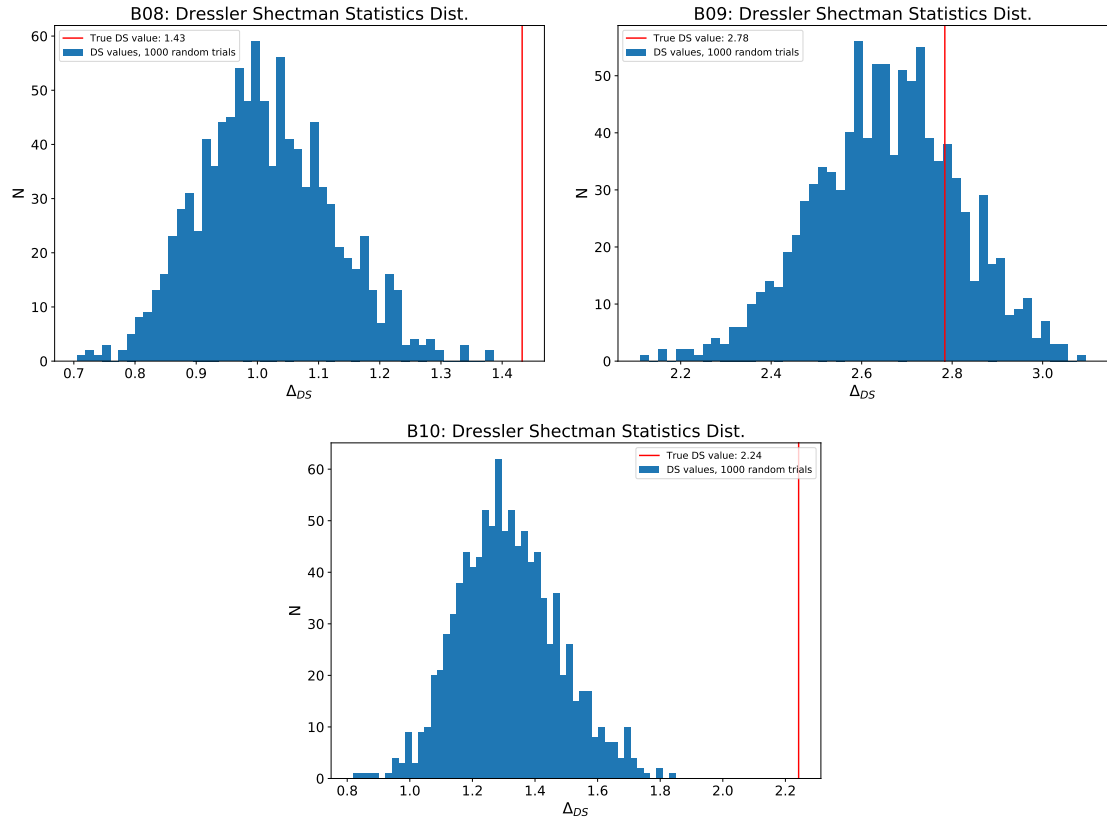 B08: Dressler Shectman Statistics Dist.
True DS value: 1.43
DS values, 1000 random trials
60
50
40
30
20
10
0
N
0.7 0.8 0.9 1.0 1.1 1.2 1.3 1.4
Δ_DS
B09: Dressler Shectman Statistics Dist.
True DS value: 2.78
DS values, 1000 random trials
50
40
30
20
10
0
N
2.2 2.4 2.6 2.8 3.0
Δ_DS
B10: Dressler Shectman Statistics Dist.
True DS value: 2.24
DS values, 1000 random trials
60
50
40
30
20
10
0
N
0.8 1.0 1.2 1.4 1.6 1.8 2.0 2.2
Δ_DS